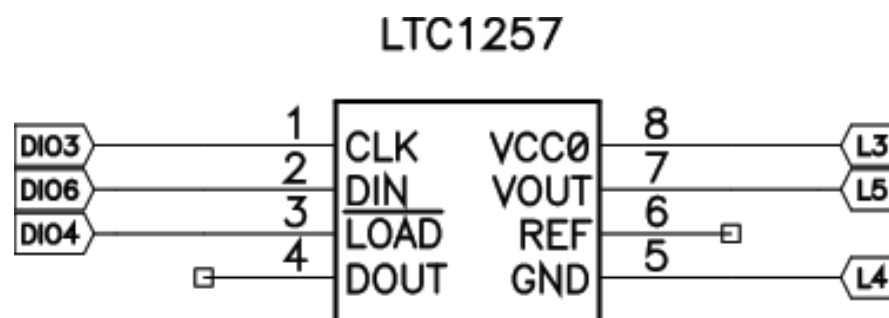 LTC1257
DIO3 1 CLK VCC0 8 L3
DIO6 2 DIN VOUT 7 L5
DIO4 3 LOAD REF 6
4 DOUT GND 5 L4